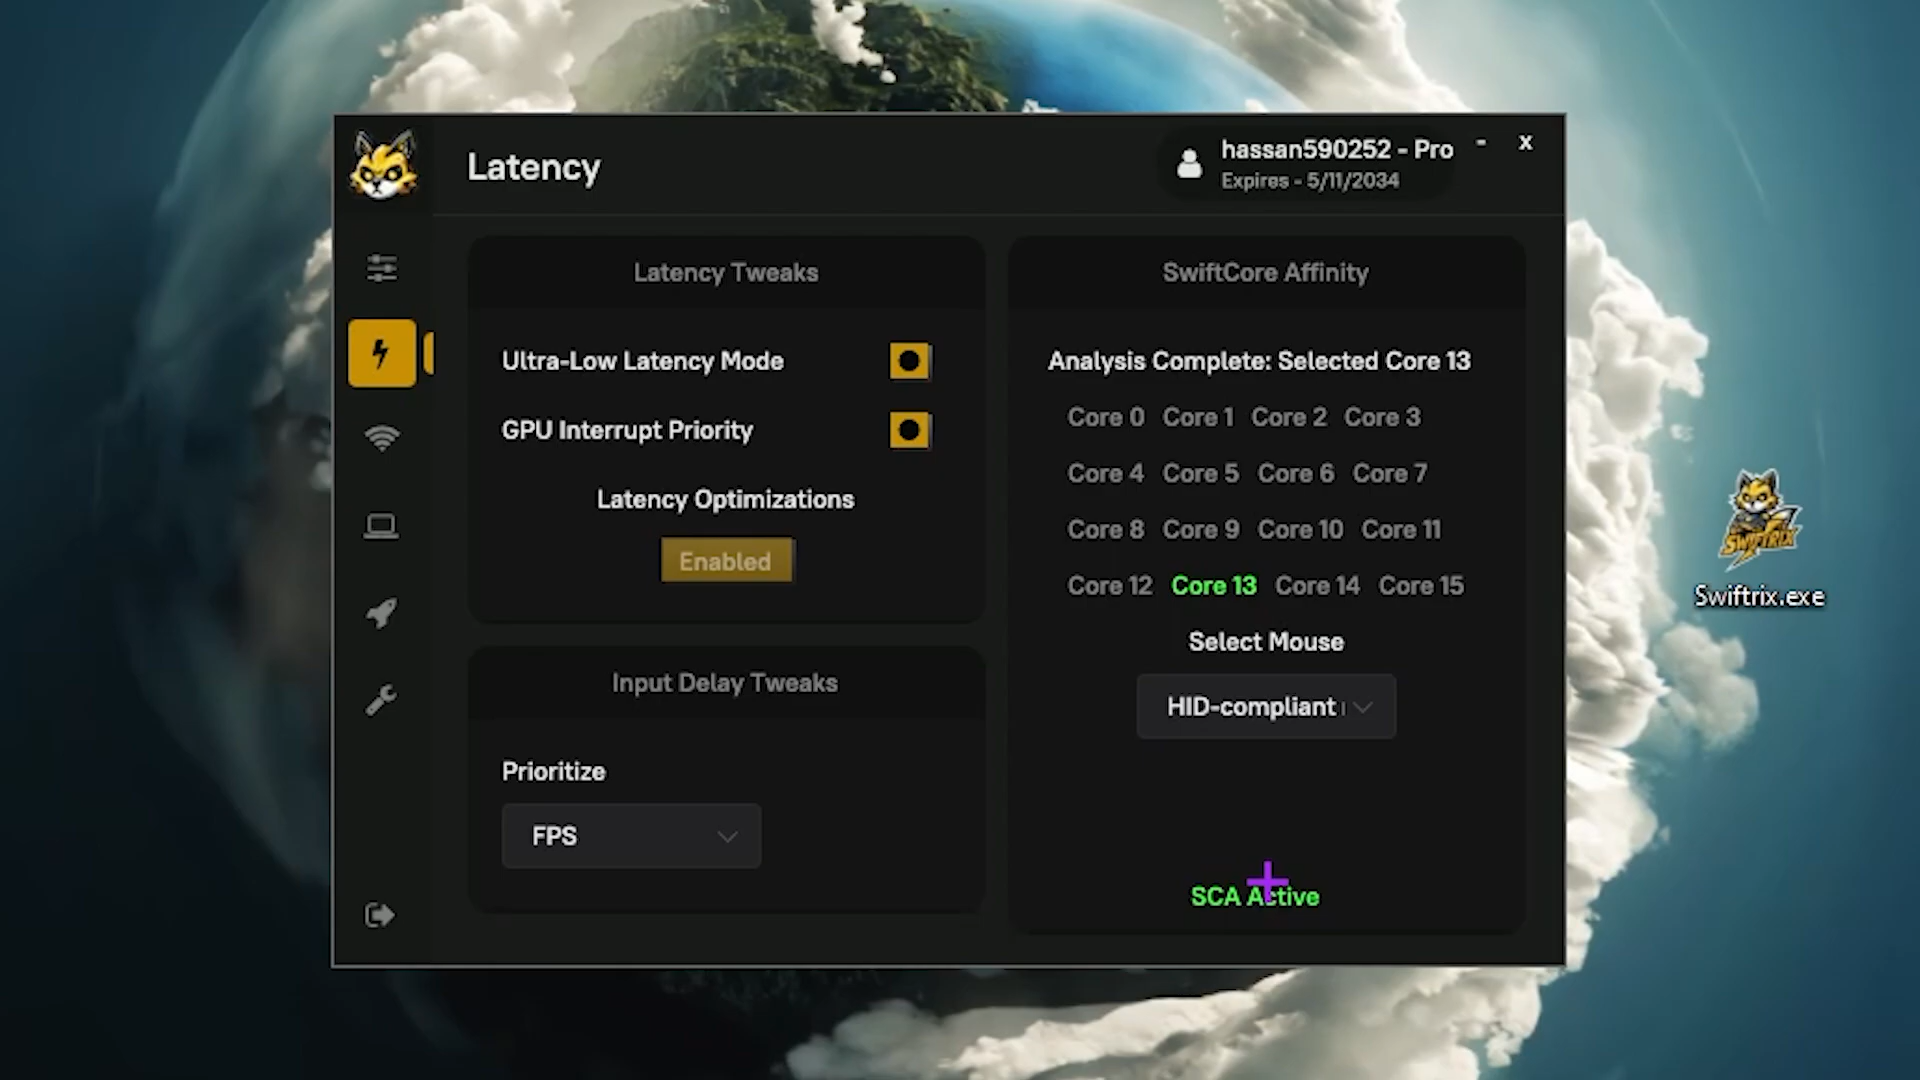 Latency
hassan590252 - Pro
Expires - 5/11/2034
- x
Latency Tweaks
Ultra-Low Latency Mode
GPU Interrupt Priority
Latency Optimizations
Enabled
Input Delay Tweaks
Prioritize
FPS
SwiftCore Affinity
Analysis Complete: Selected Core 13
Core 0 Core 1 Core 2 Core 3
Core 4 Core 5 Core 6 Core 7
Core 8 Core 9 Core 10 Core 11
Core 12 Core 13 Core 14 Core 15
Select Mouse
HID-compliant
SCA Active
SWIFTRIX
Swiftrix.exe